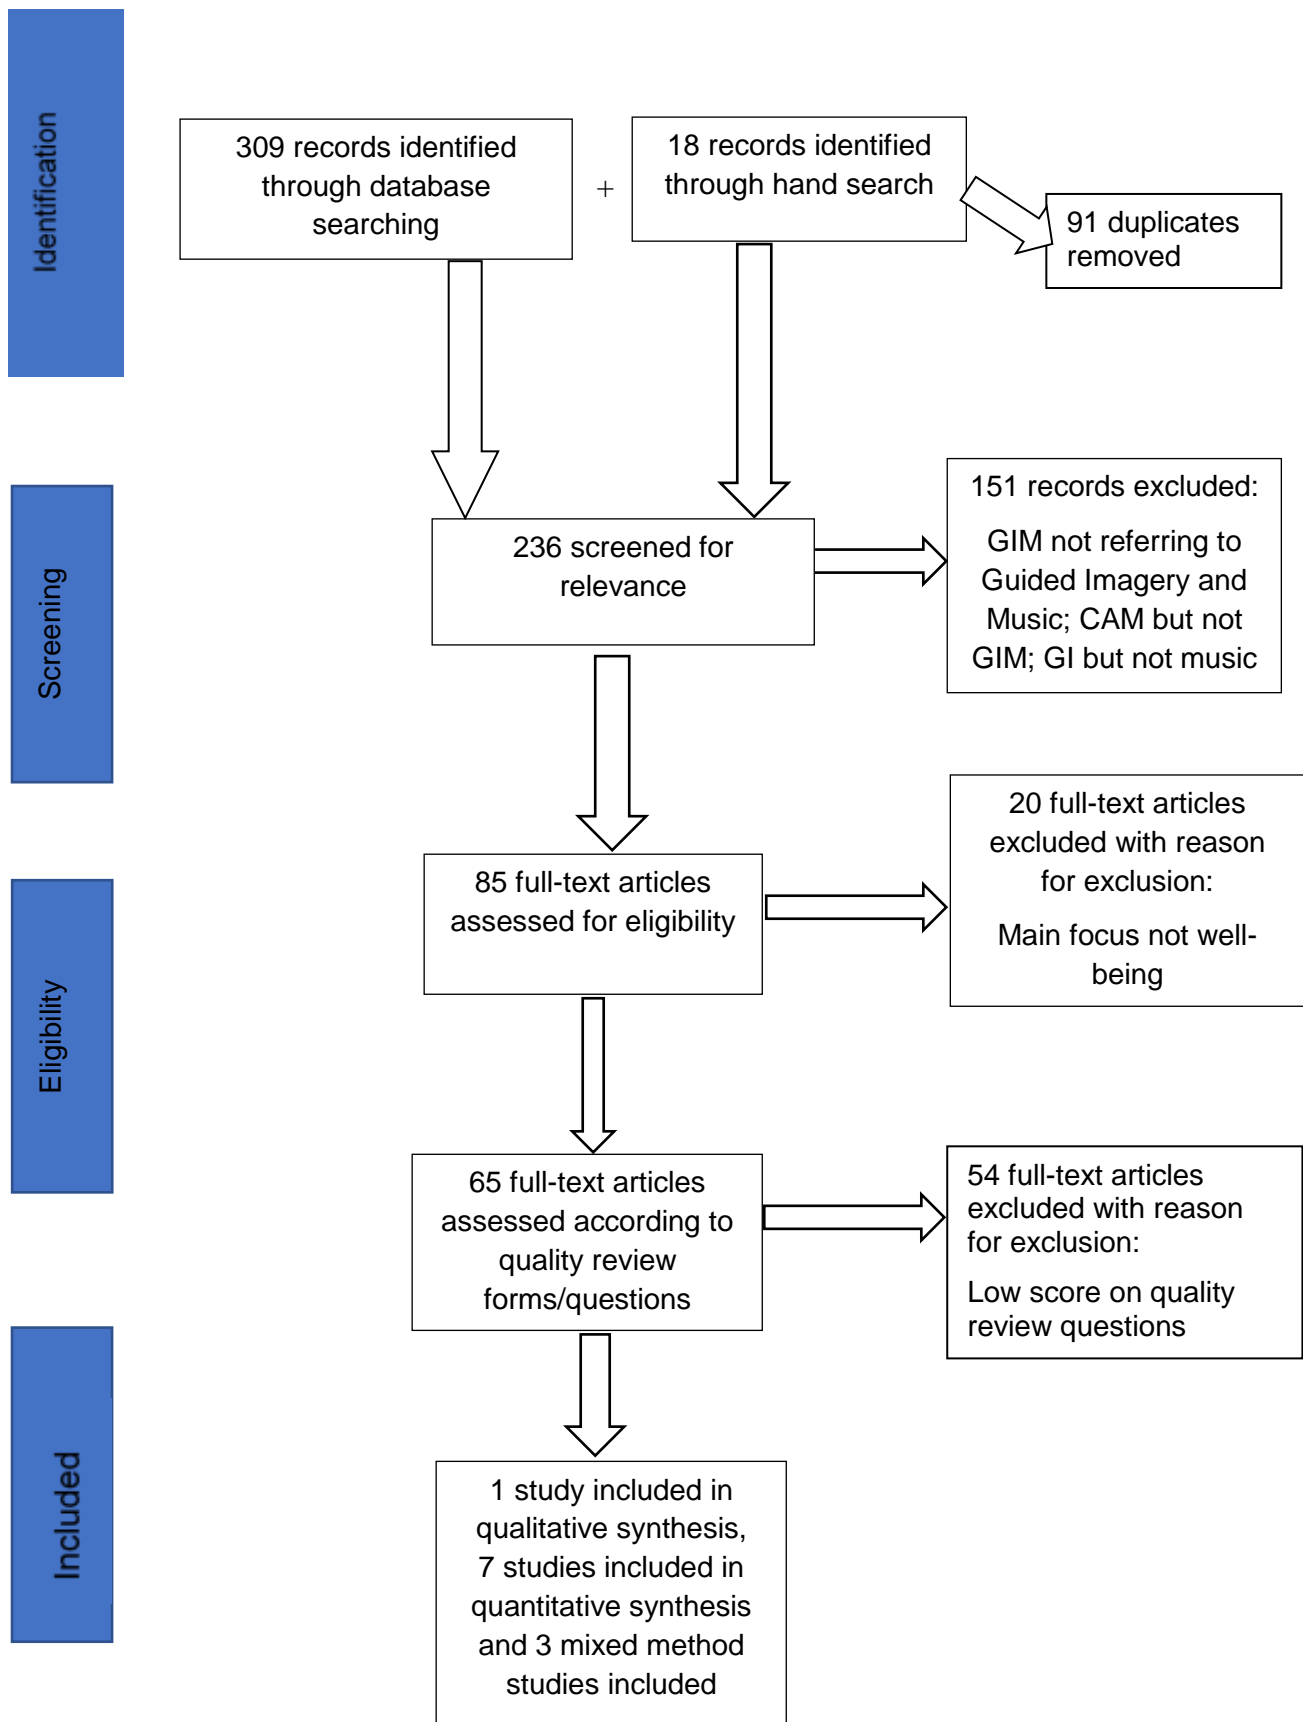 Identification
309 records identified
through database
searching
+
18 records identified
through hand search
91 duplicates
removed
Screening
236 screened for
relevance
151 records excluded:
GIM not referring to
Guided Imagery and
Music; CAM but not
GIM; GI but not music
Eligibility
85 full-text articles
assessed for eligibility
20 full-text articles
excluded with reason
for exclusion:
Main focus not well-
being
65 full-text articles
assessed according to
quality review
forms/questions
54 full-text articles
excluded with reason
for exclusion:
Low score on quality
review questions
Included
1 study included in
qualitative synthesis,
7 studies included in
quantitative synthesis
and 3 mixed method
studies included